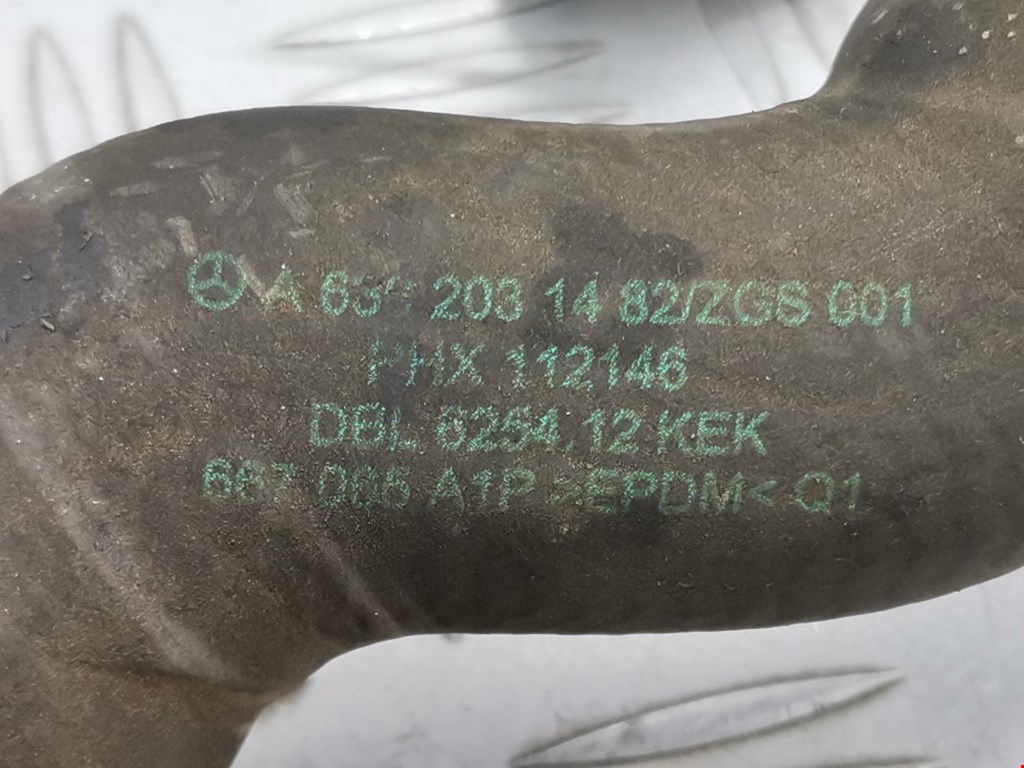 A 203 14 82/ZGS 001
PHX 112146
DBL 6254.12 KEK
A1P >EPDM< Q1